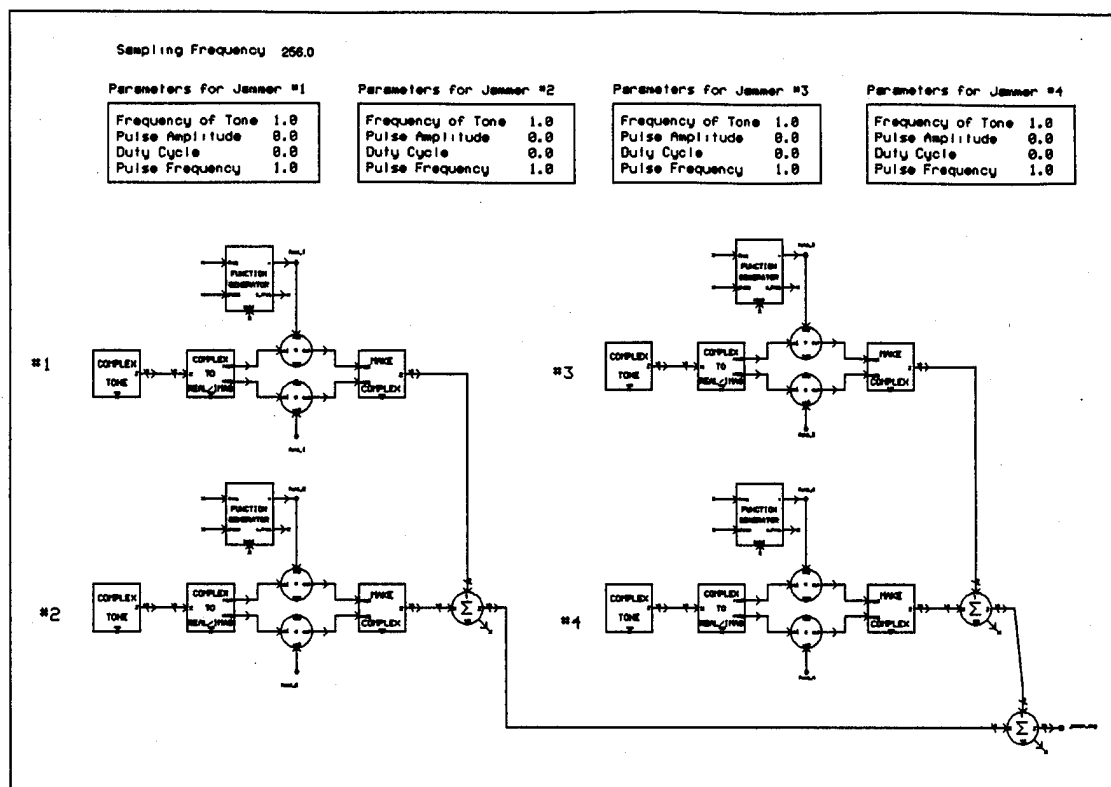 Sampling Frequency 256.0
Parameters for Jammer #1
Frequency of Tone 1.0
Pulse Amplitude 0.0
Duty Cycle 0.0
Pulse Frequency 1.0
Parameters for Jammer #2
Frequency of Tone 1.0
Pulse Amplitude 0.0
Duty Cycle 0.0
Pulse Frequency 1.0
Parameters for Jammer #3
Frequency of Tone 1.0
Pulse Amplitude 0.0
Duty Cycle 0.0
Pulse Frequency 1.0
Parameters for Jammer #4
Frequency of Tone 1.0
Pulse Amplitude 0.0
Duty Cycle 0.0
Pulse Frequency 1.0
FUNCTION
GENERATOR
#1
COMPLEX
TONE
COMPLEX
TO
REAL/IMAG
MAKE
COMPLEX
FUNCTION
GENERATOR
#3
COMPLEX
TONE
COMPLEX
TO
REAL/IMAG
MAKE
COMPLEX
FUNCTION
GENERATOR
#2
COMPLEX
TONE
COMPLEX
TO
REAL/IMAG
MAKE
COMPLEX
Σ
FUNCTION
GENERATOR
#4
COMPLEX
TONE
COMPLEX
TO
REAL/IMAG
MAKE
COMPLEX
Σ
Σ